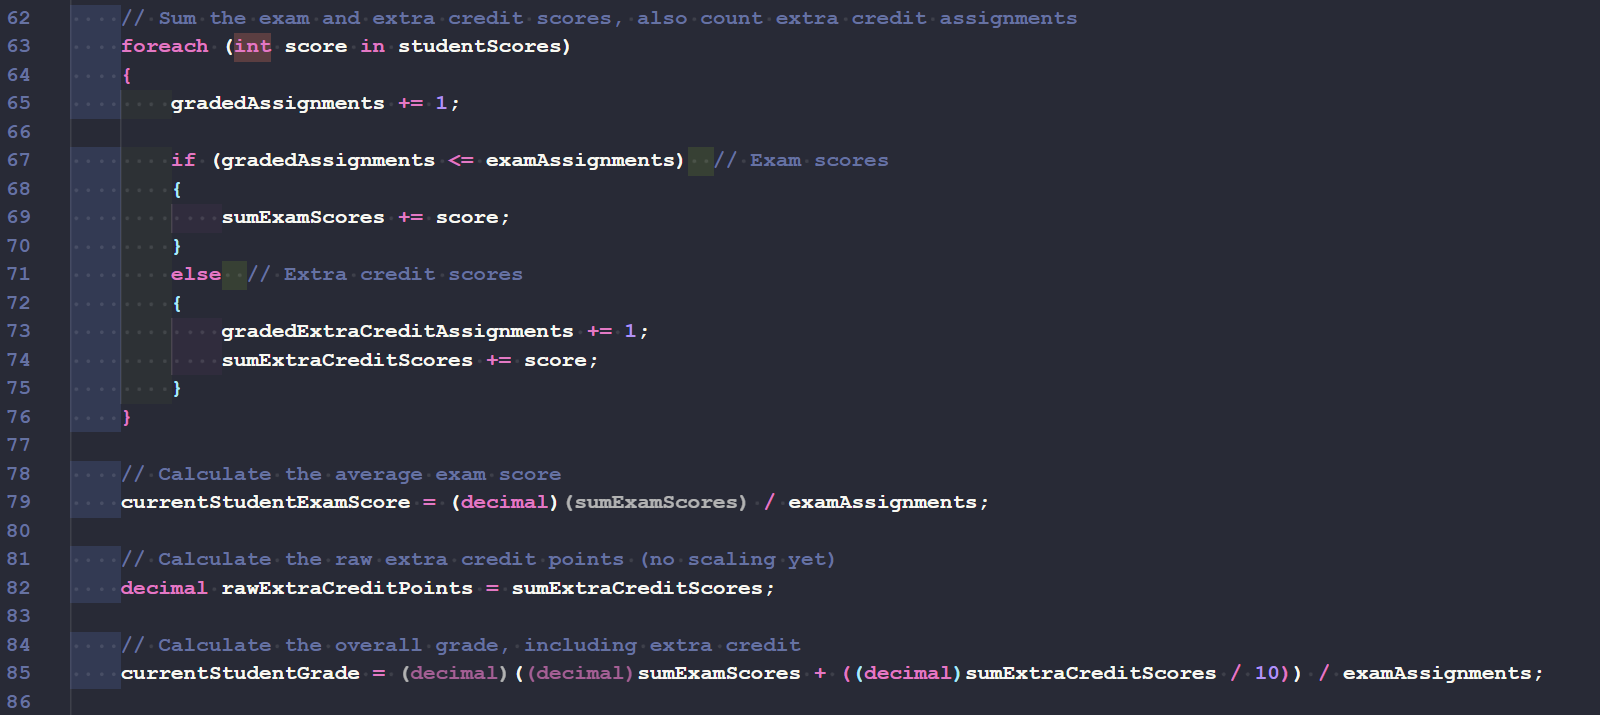 62 // Sum the exam and extra credit scores, also count extra credit assignments
63 foreach (int score in studentScores)
64 {
65 gradedAssignments += 1;
66
67 if (gradedAssignments <= examAssignments) // Exam scores
68 {
69 sumExamScores += score;
70 }
71 else // Extra credit scores
72 {
73 gradedExtraCreditAssignments += 1;
74 sumExtraCreditScores += score;
75 }
76 }
77
78 // Calculate the average exam score
79 currentStudentExamScore = (decimal)(sumExamScores) / examAssignments;
80
81 // Calculate the raw extra credit points (no scaling yet)
82 decimal rawExtraCreditPoints = sumExtraCreditScores;
83
84 // Calculate the overall grade, including extra credit
85 currentStudentGrade = (decimal)((decimal)sumExamScores + ((decimal)sumExtraCreditScores / 10)) / examAssignments;
86